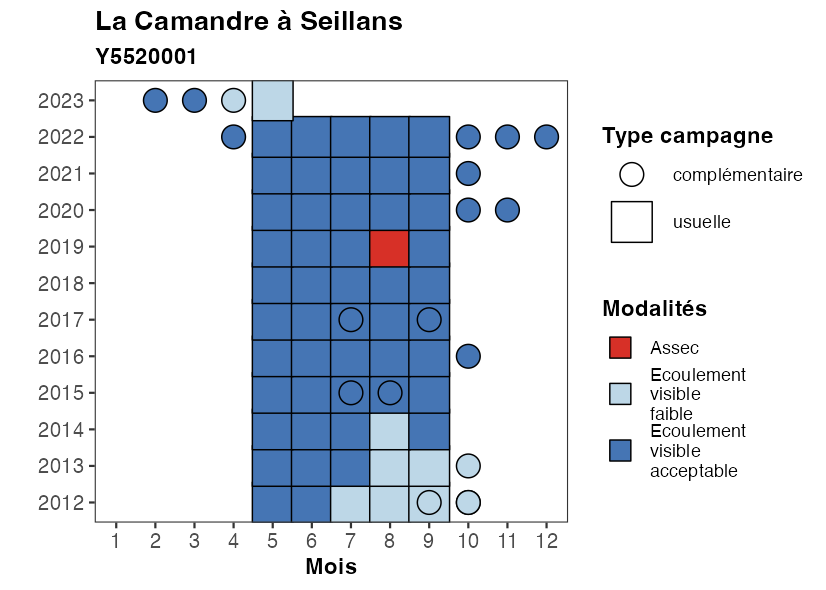 La Camandre à Seillans
Y5520001
2023
2022
2021
2020
2019
2018
2017
2016
2015
2014
2013
2012
1 2 3 4 5 6 7 8 9 10 11 12
Mois
Type campagne
complémentaire
usuelle
Modalités
Assec
Ecoulement
visible
faible
Ecoulement
visible
acceptable